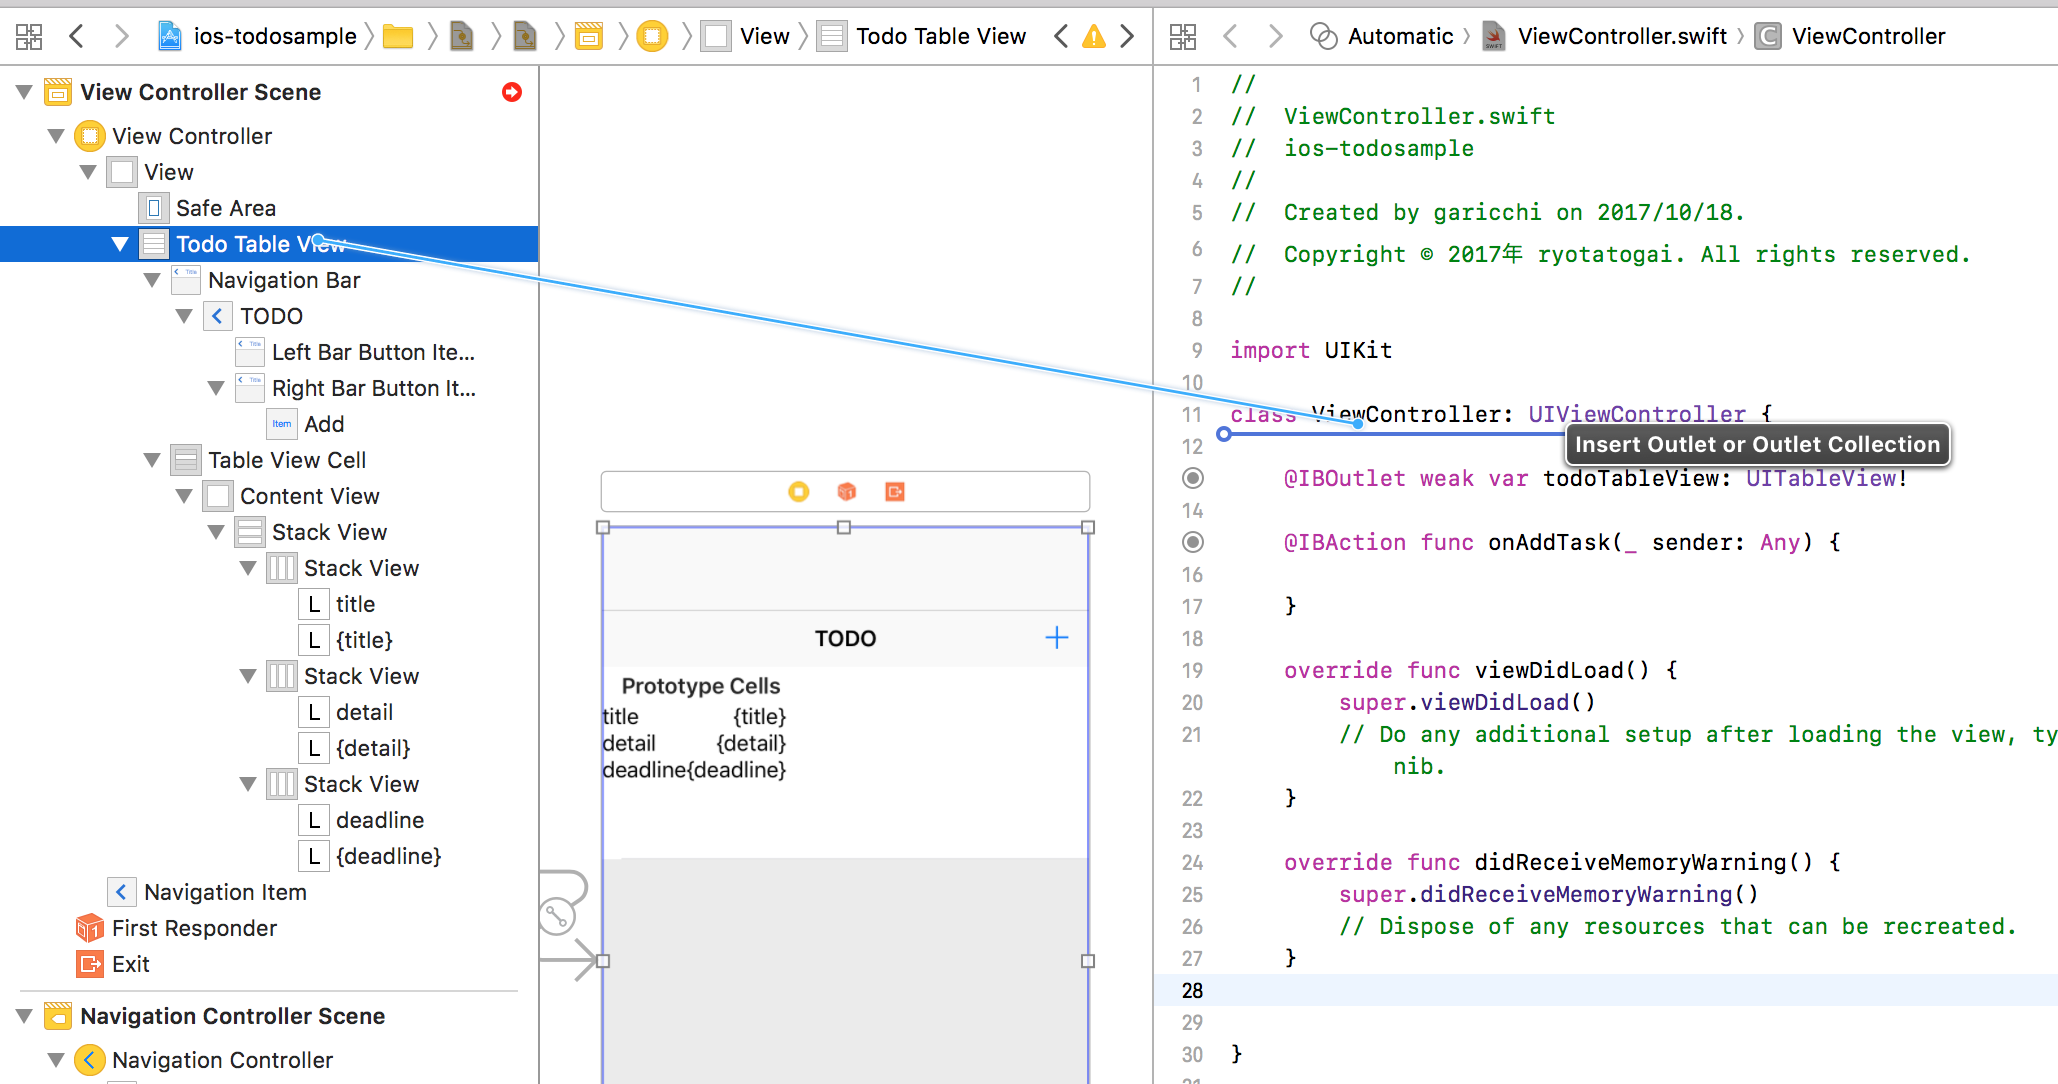 ios-todosample
View
Todo Table View
Automatic
ViewController.swift
C
ViewController
View Controller Scene
View Controller
View
Safe Area
Todo Table View
Navigation Bar
TODO
Left Bar Button Ite...
Right Bar Button It...
Item
Add
Table View Cell
Content View
Stack View
Stack View
L title
L {title}
Stack View
L detail
L {detail}
Stack View
L deadline
L {deadline}
Navigation Item
First Responder
Exit
Navigation Controller Scene
Navigation Controller
TODO
Prototype Cells
title {title}
detail {detail}
deadline{deadline}
1 //
2 //  ViewController.swift
3 //  ios-todosample
4 //
5 //  Created by garicchi on 2017/10/18.
6 //  Copyright © 2017年 ryotatogai. All rights reserved.
7 //
8
9 import UIKit
10
11 class ViewController: UIViewController {
12
Insert Outlet or Outlet Collection
@IBOutlet weak var todoTableView: UITableView!
14
@IBAction func onAddTask(_ sender: Any) {
16
17 }
18
19 override func viewDidLoad() {
20 super.viewDidLoad()
21 // Do any additional setup after loading the view, ty
nib.
22 }
23
24 override func didReceiveMemoryWarning() {
25 super.didReceiveMemoryWarning()
26 // Dispose of any resources that can be recreated.
27 }
28
29
30 }